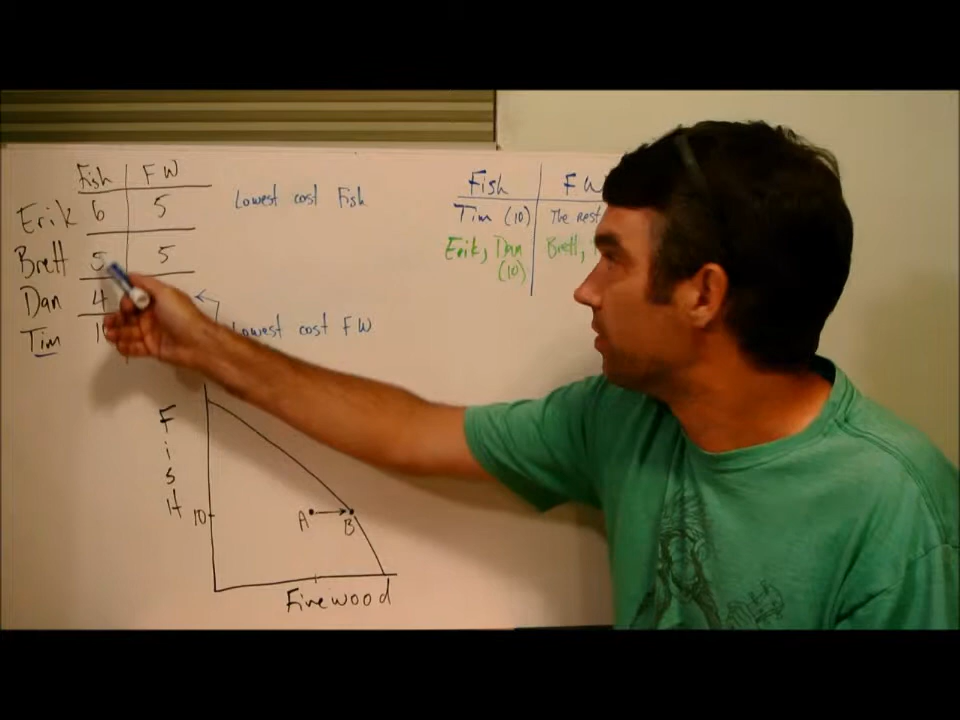 Fish FW
Erik 6 5
Brett 5 5
Dan 4
Tim
Lowest cost Fish
Lowest cost FW
Fish FW
Tim (10) The rest
Erik, Dan Brett,
(10)
FisH
10
A
B
Firewood